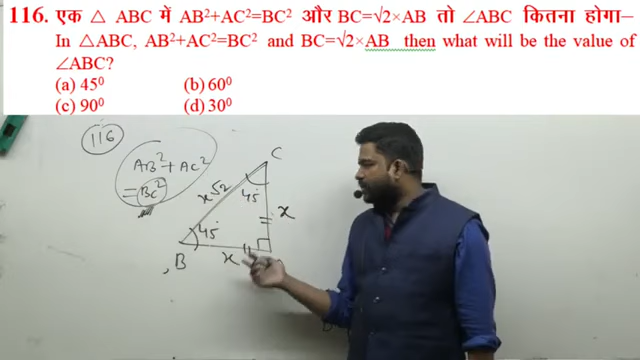 116. एक △ ABC में AB²+AC²=BC² और BC=√2×AB तो ∠ABC कितना होगा–
In △ABC, AB²+AC²=BC² and BC=√2×AB then what will be the value of
∠ABC?
(a) 45⁰ (b) 60⁰
(c) 90⁰ (d) 30⁰
116
AB²+AC²
=BC²
C
x√2
45
x
45
B
x